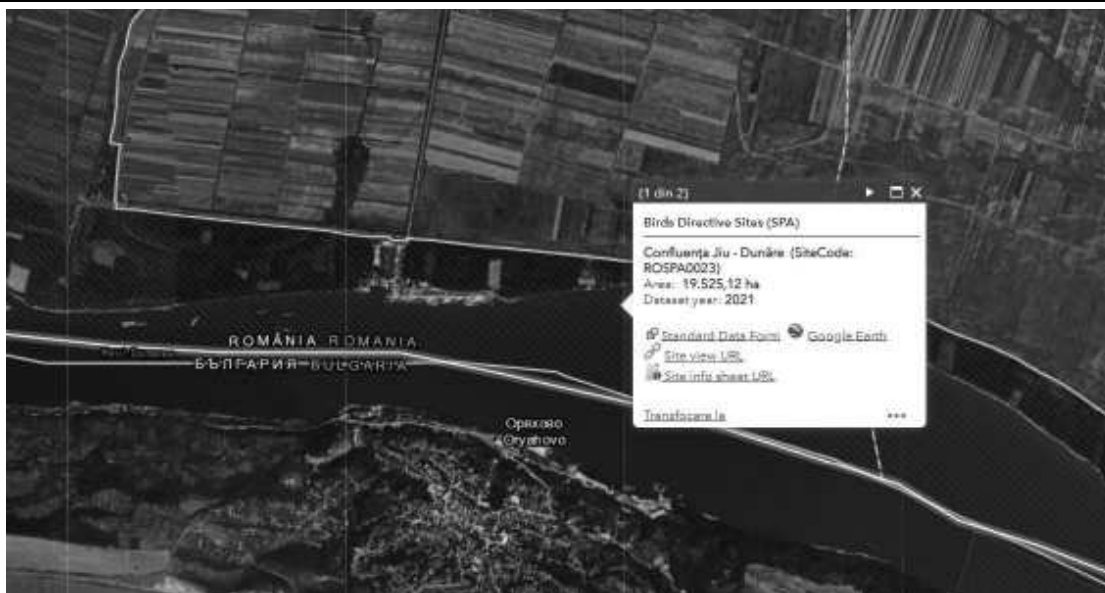 (1 din 2)
Birds Directive Sites (SPA)
Confluența Jiu - Dunăre (SiteCode:
ROSPA0023)
Area: 19.525,12 ha
Dataset year: 2021
Standard Data Form Google Earth
Site view URL
Site info sheet URL
Transfocare la
ROMÂNIA ROMANIA
БЪЛГАРИЯ BULGARIA
Оряхово
Oryahovo